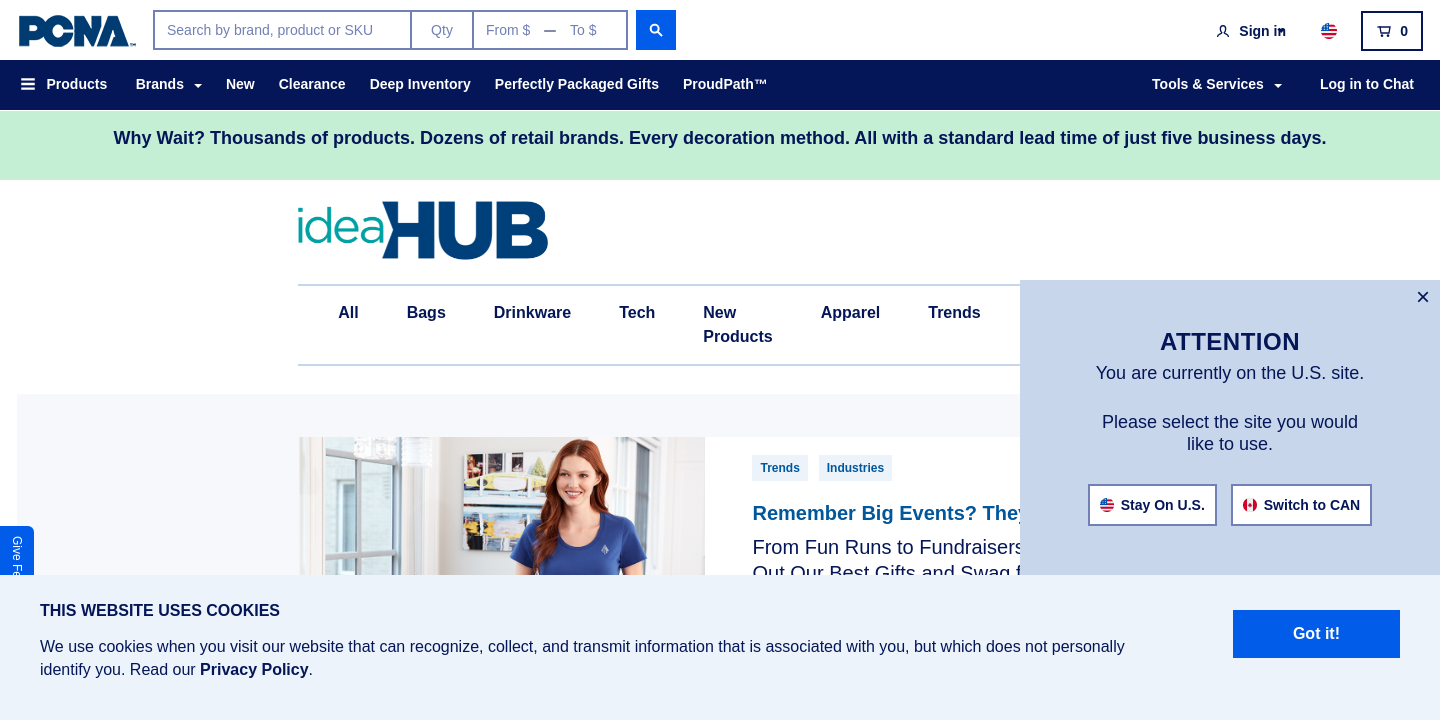 PCNA™
Search by brand, product or SKU
Qty
From $ — To $
Sign in
0
Products
Brands
New
Clearance
Deep Inventory
Perfectly Packaged Gifts
ProudPath™
Tools & Services
Log in to Chat
Why Wait? Thousands of products. Dozens of retail brands. Every decoration method. All with a standard lead time of just five business days.
ideaHUB
All
Bags
Drinkware
Tech
New
Products
Apparel
Trends
ATTENTION
You are currently on the U.S. site.
Please select the site you would
like to use.
Stay On U.S.
Switch to CAN
Trends
Industries
Remember Big Events? They
From Fun Runs to Fundraisers
Out Our Best Gifts and Swag f
Give Fe
THIS WEBSITE USES COOKIES
We use cookies when you visit our website that can recognize, collect, and transmit information that is associated with you, but which does not personally
identify you. Read our Privacy Policy.
Got it!